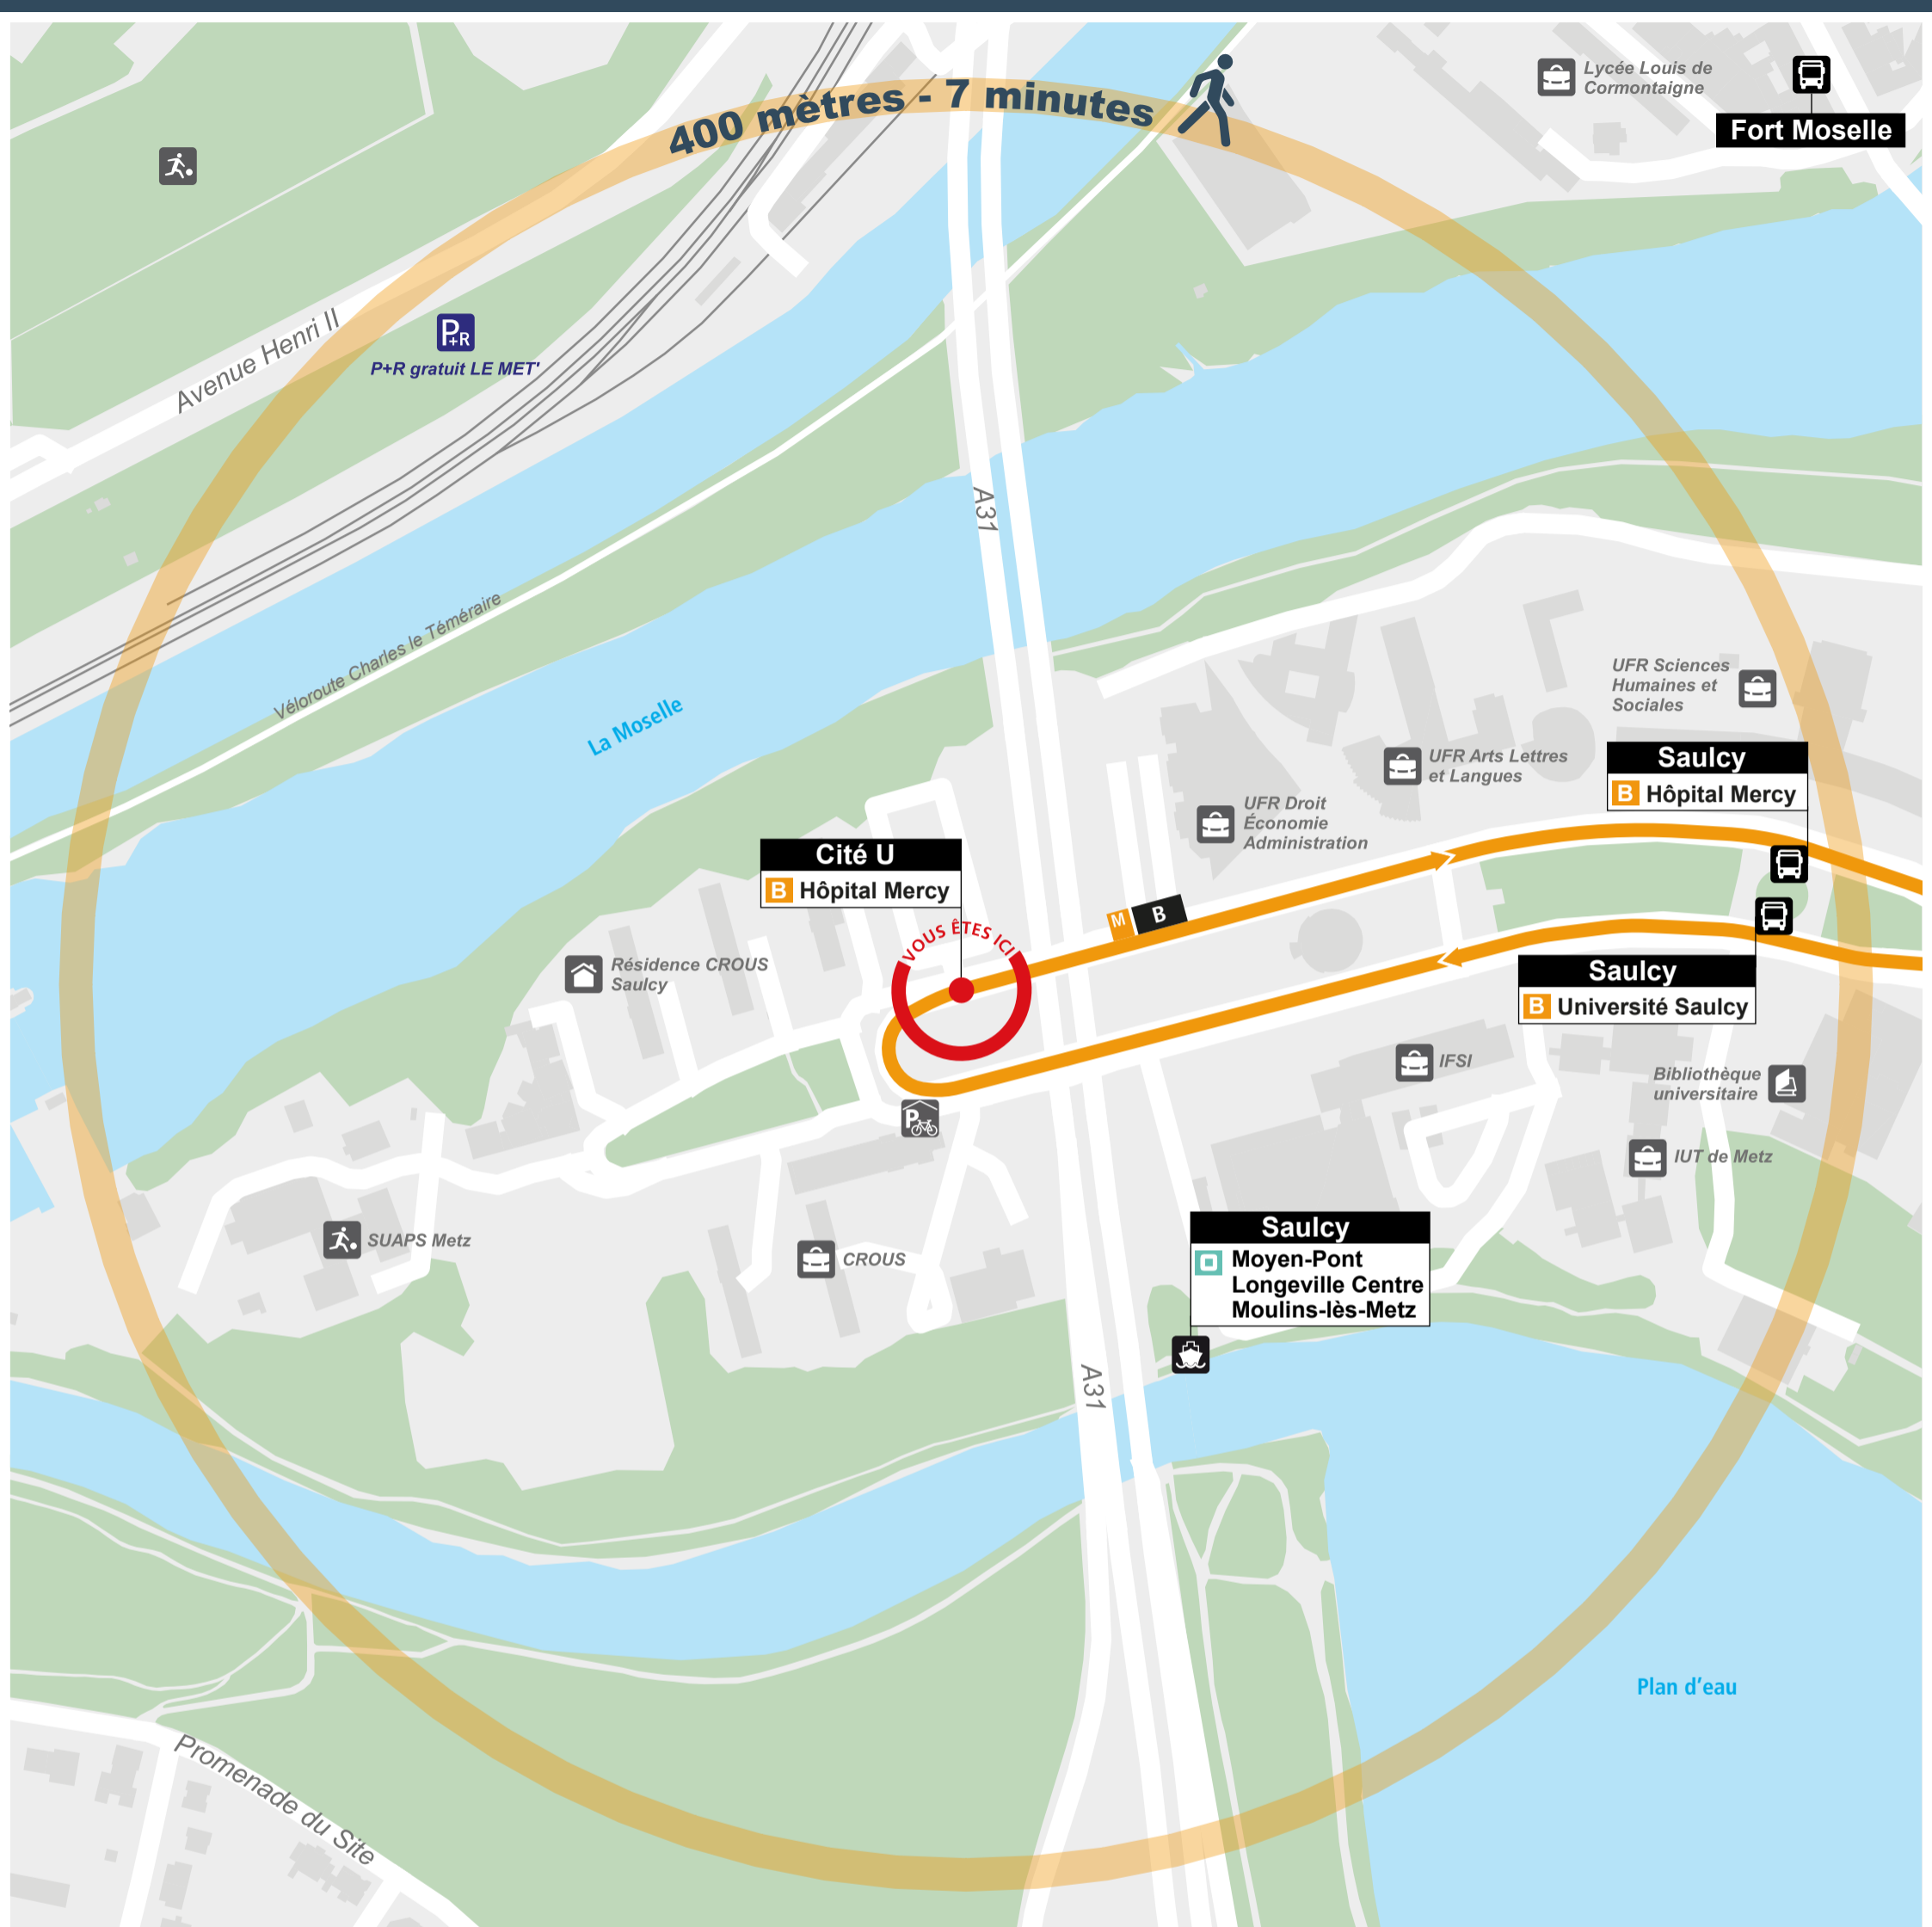 400 mètres - 7 minutes
Lycée Louis de
Cormontaigne
Fort Moselle
Avenue Henri II
P+R
P+R gratuit LE MET'
A31
Véloroute Charles le Téméraire
La Moselle
UFR Sciences
Humaines et
Sociales
UFR Arts Lettres
et Langues
Saulcy
B Hôpital Mercy
UFR Droit
Économie
Administration
Cité U
B Hôpital Mercy
M B
VOUS ÊTES ICI
Résidence CROUS
Saulcy
Saulcy
B Université Saulcy
IFSI
Bibliothèque
universitaire
P
IUT de Metz
SUAPS Metz
CROUS
Saulcy
Moyen-Pont
Longeville Centre
Moulins-lès-Metz
A31
Plan d'eau
Promenade du Site